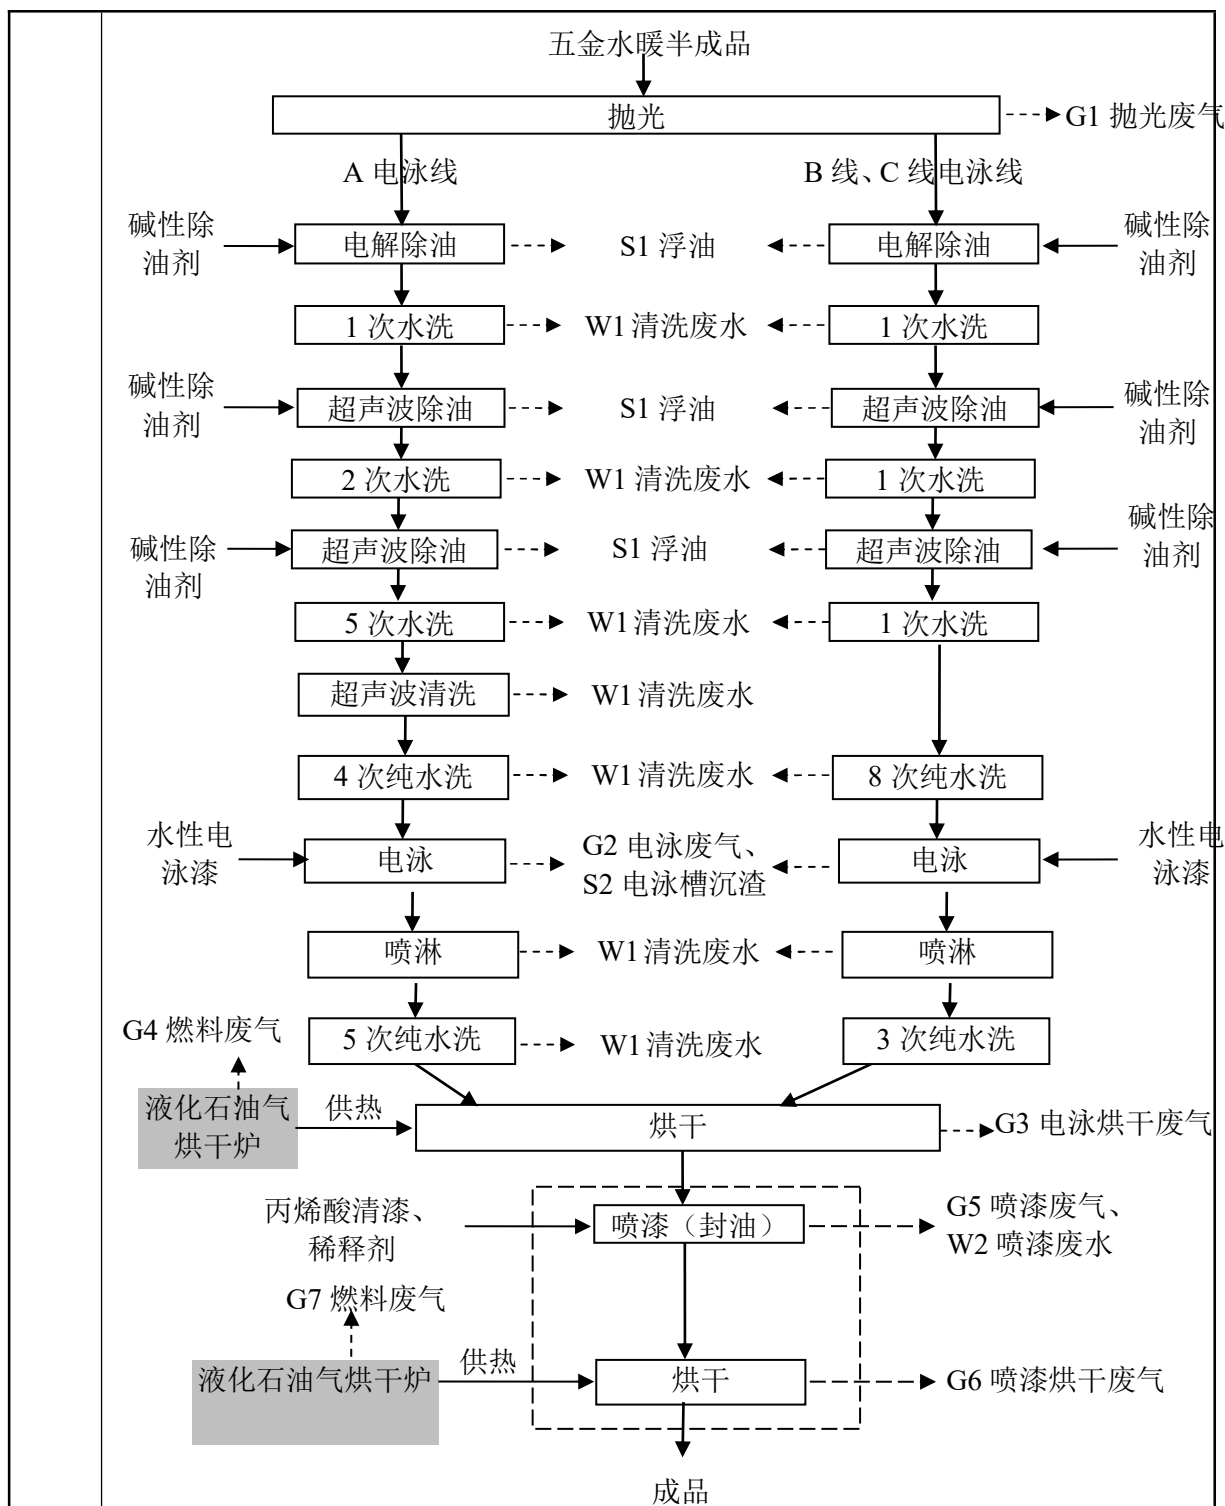 五金水暖半成品
抛光
G1 抛光废气
A 电泳线
B 线、C 线电泳线
碱性除
油剂
电解除油
S1 浮油
电解除油
碱性除
油剂
1 次水洗
W1 清洗废水
1 次水洗
碱性除
油剂
超声波除油
S1 浮油
超声波除油
碱性除
油剂
2 次水洗
W1 清洗废水
1 次水洗
碱性除
油剂
超声波除油
S1 浮油
超声波除油
碱性除
油剂
5 次水洗
W1 清洗废水
1 次水洗
超声波清洗
W1 清洗废水
4 次纯水洗
W1 清洗废水
8 次纯水洗
水性电
泳漆
电泳
G2 电泳废气、
S2 电泳槽沉渣
电泳
水性电
泳漆
喷淋
W1 清洗废水
喷淋
G4 燃料废气
5 次纯水洗
W1 清洗废水
3 次纯水洗
液化石油气
烘干炉
供热
烘干
G3 电泳烘干废气
丙烯酸清漆、
稀释剂
喷漆（封油）
G5 喷漆废气、
W2 喷漆废水
G7 燃料废气
液化石油气烘干炉
供热
烘干
G6 喷漆烘干废气
成品